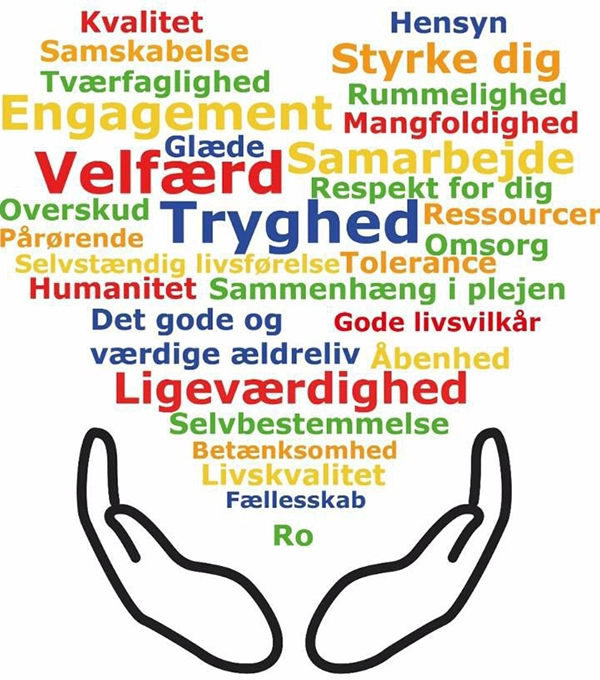 Kvalitet
Hensyn
Samskabelse
Styrke dig
Tværfaglighed
Rummelighed
Engagement
Mangfoldighed
Glæde
Velfærd
Samarbejde
Respekt for dig
Overskud
Tryghed
Ressourcer
Pårørende
Omsorg
Selvstændig livsførelse
Tolerance
Humanitet
Sammenhæng i plejen
Det gode og
værdige ældreliv
Gode livsvilkår
Åbenhed
Ligeværdighed
Selvbestemmelse
Betænksomhed
Livskvalitet
Fællesskab
Ro